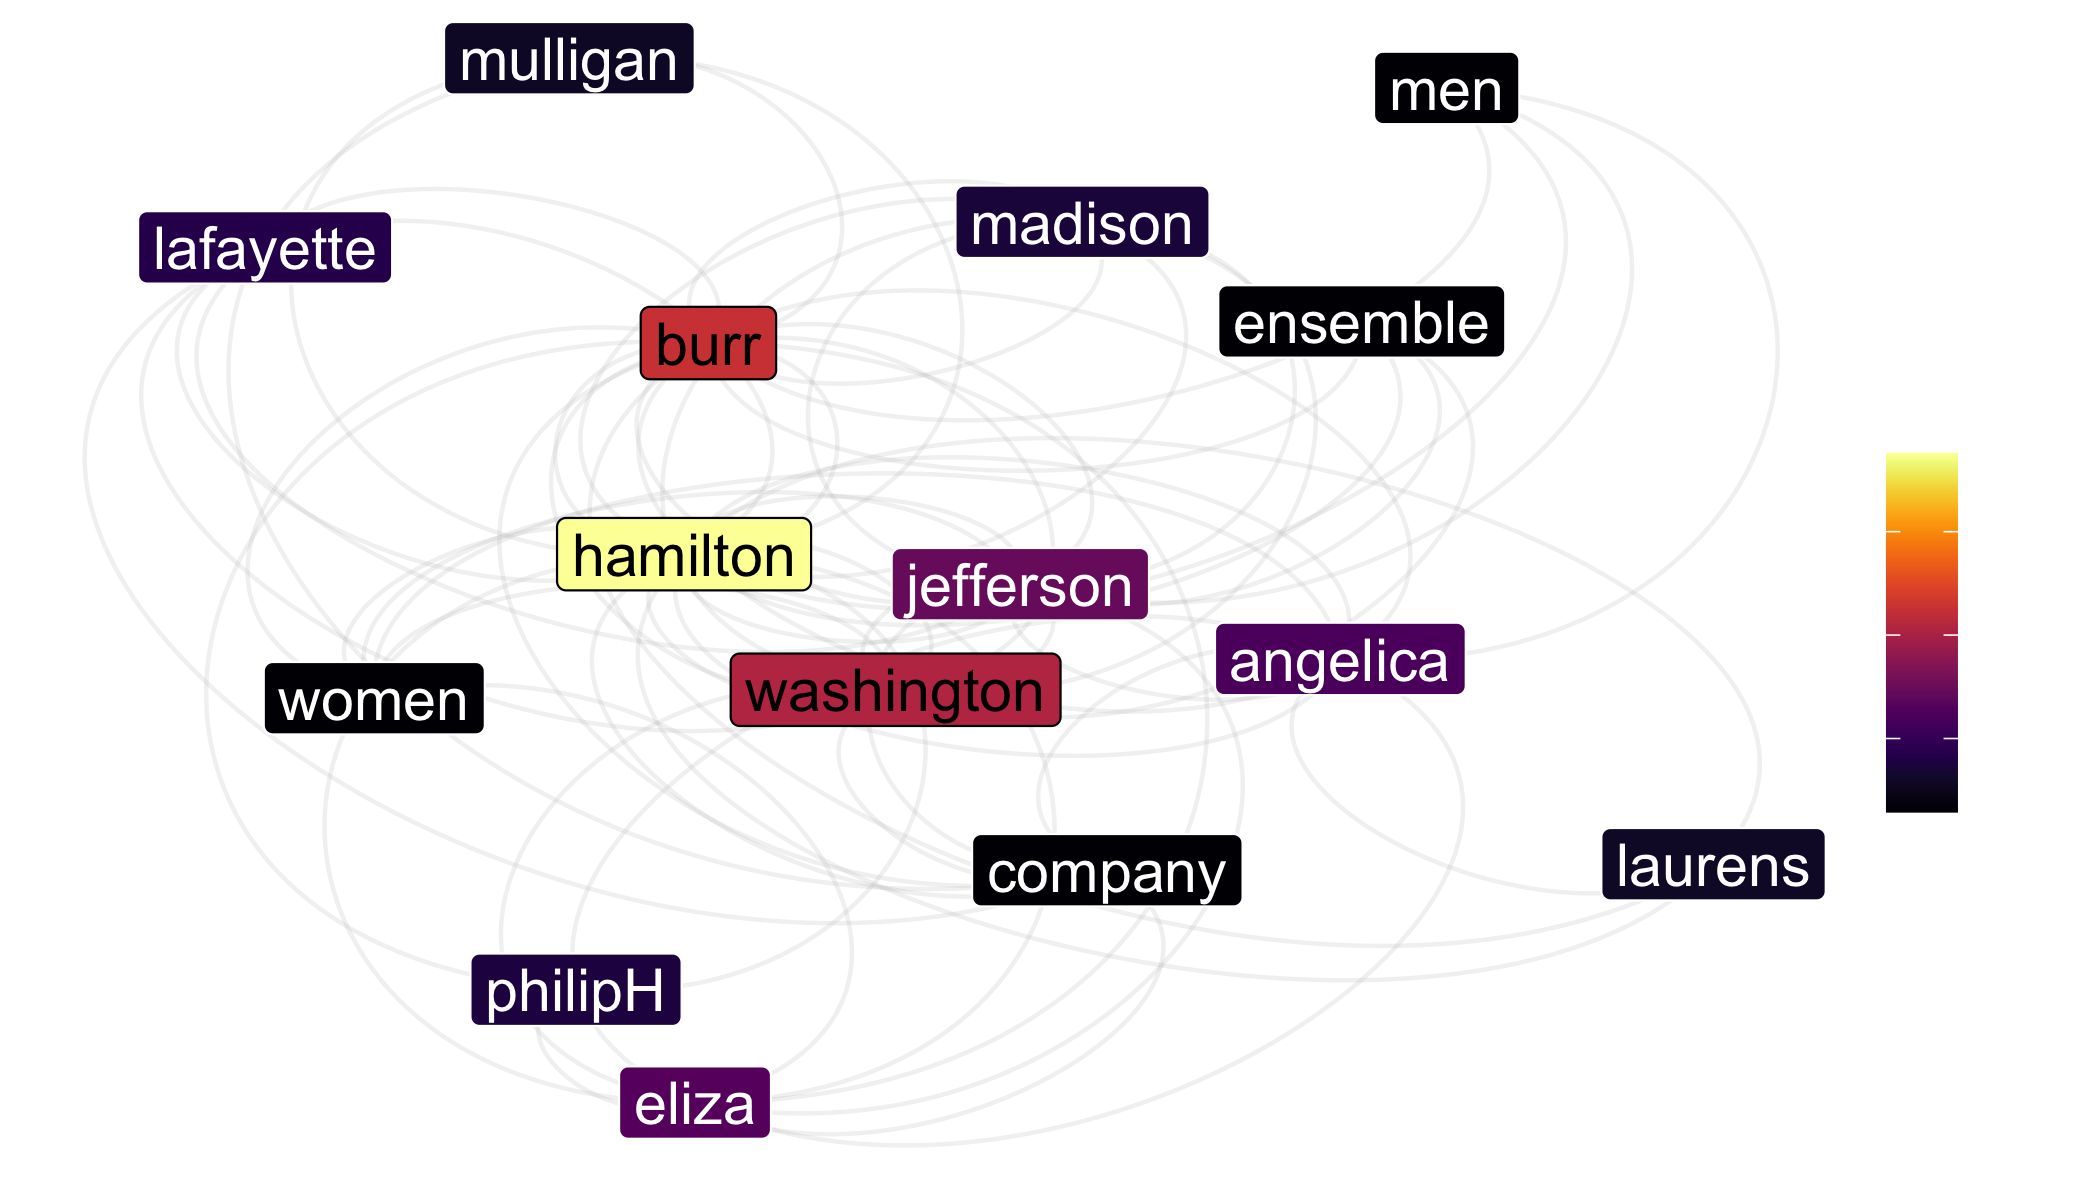 mulligan
men
madison
lafayette
ensemble
burr
hamilton
jefferson
angelica
washington
women
company
laurens
philipH
eliza